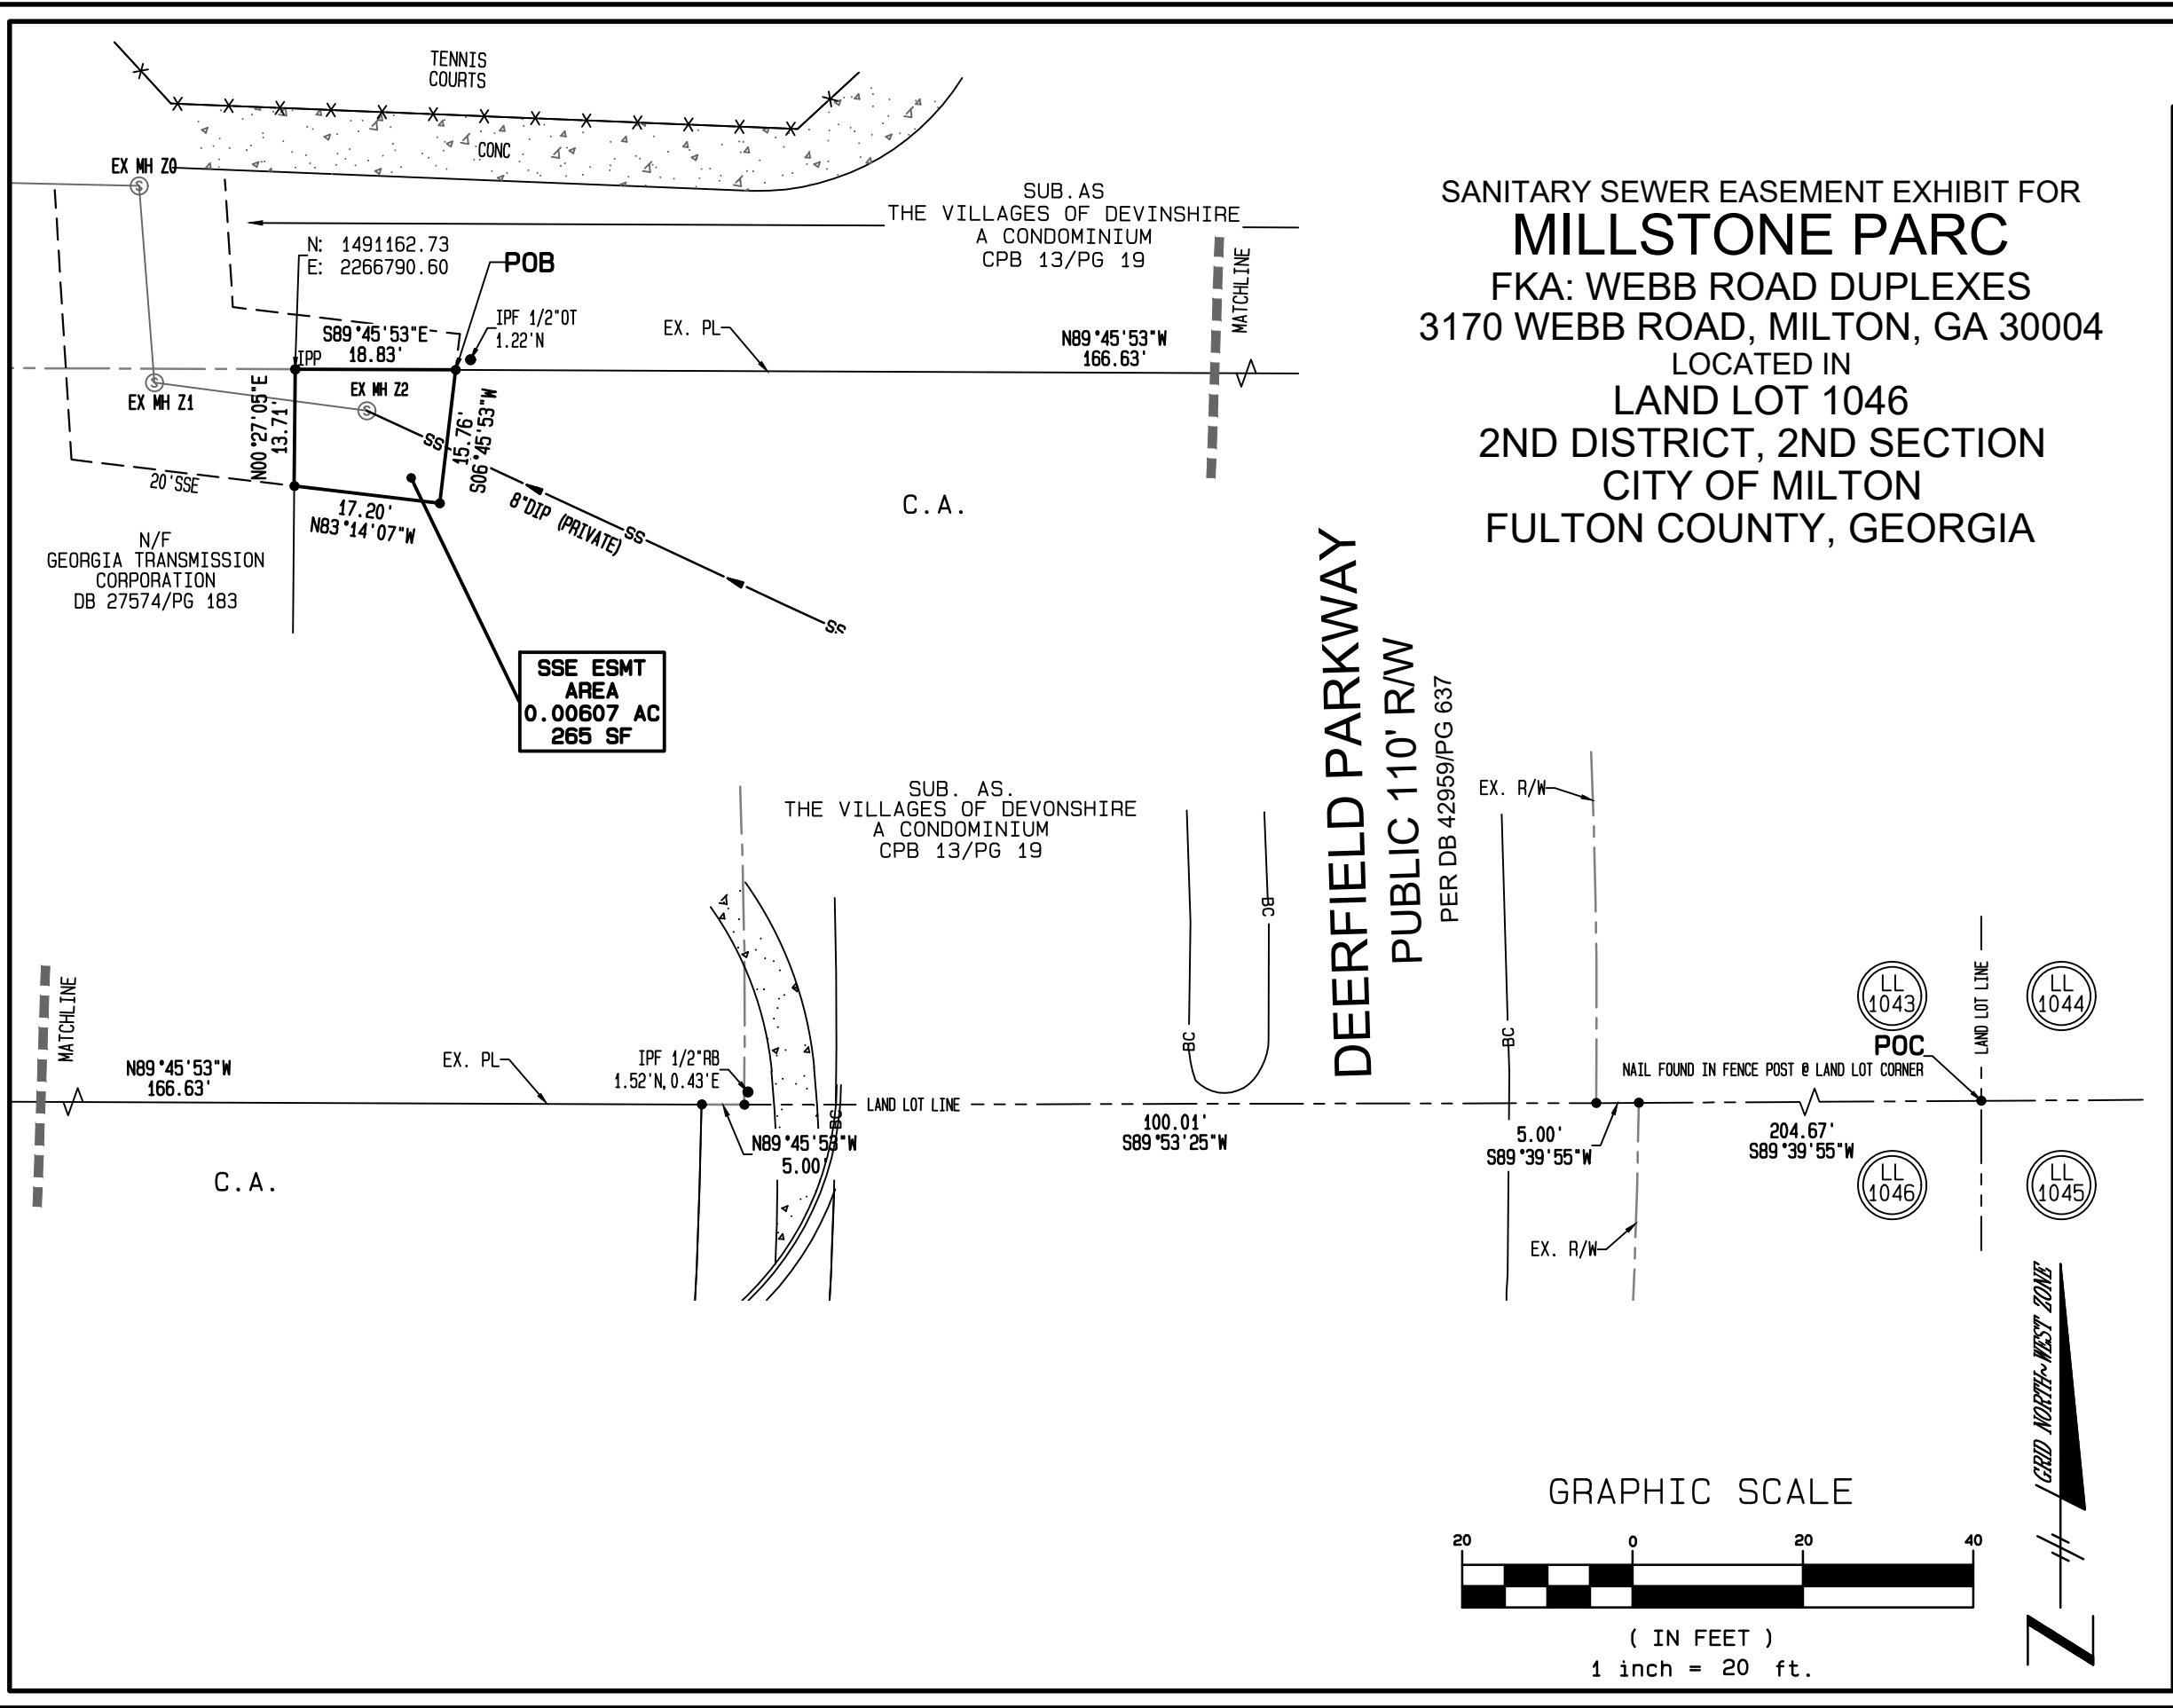 TENNIS
COURTS
CONC
EX MH Z0
SUB.AS
THE VILLAGES OF DEVINSHIRE
A CONDOMINIUM
CPB 13/PG 19
N: 1491162.73
E: 2266790.60
POB
IPF 1/2"OT
1.22'N
S89°45'53"E
18.83'
IPP
EX. PL
N89°45'53"W
166.63'
MATCHLINE
EX MH Z1
EX MH Z2
N00°27'05"E
13.71'
15.76'
S06°45'53"W
SS
20'SSE
17.20'
N83°14'07"W
8"DIP (PRIVATE)
SS
SS
C.A.
N/F
GEORGIA TRANSMISSION
CORPORATION
DB 27574/PG 183
SSE ESMT
AREA
0.00607 AC
265 SF
SANITARY SEWER EASEMENT EXHIBIT FOR
MILLSTONE PARC
FKA: WEBB ROAD DUPLEXES
3170 WEBB ROAD, MILTON, GA 30004
LOCATED IN
LAND LOT 1046
2ND DISTRICT, 2ND SECTION
CITY OF MILTON
FULTON COUNTY, GEORGIA
DEERFIELD PARKWAY
PUBLIC 110' R/W
PER DB 42959/PG 637
SUB. AS.
THE VILLAGES OF DEVONSHIRE
A CONDOMINIUM
CPB 13/PG 19
EX. R/W
BC
BC
BC
BC
MATCHLINE
N89°45'53"W
166.63'
EX. PL
IPF 1/2"RB
1.52'N, 0.43'E
LAND LOT LINE
N89°45'53"W
5.00'
C.A.
100.01'
S89°53'25"W
5.00'
S89°39'55"W
204.67'
S89°39'55"W
LL
1043
LL
1044
LAND LOT LINE
POC
NAIL FOUND IN FENCE POST @ LAND LOT CORNER
LL
1046
LL
1045
EX. R/W
GRID NORTH~WEST ZONE
N
GRAPHIC SCALE
20 0 20 40
( IN FEET )
1 inch = 20 ft.